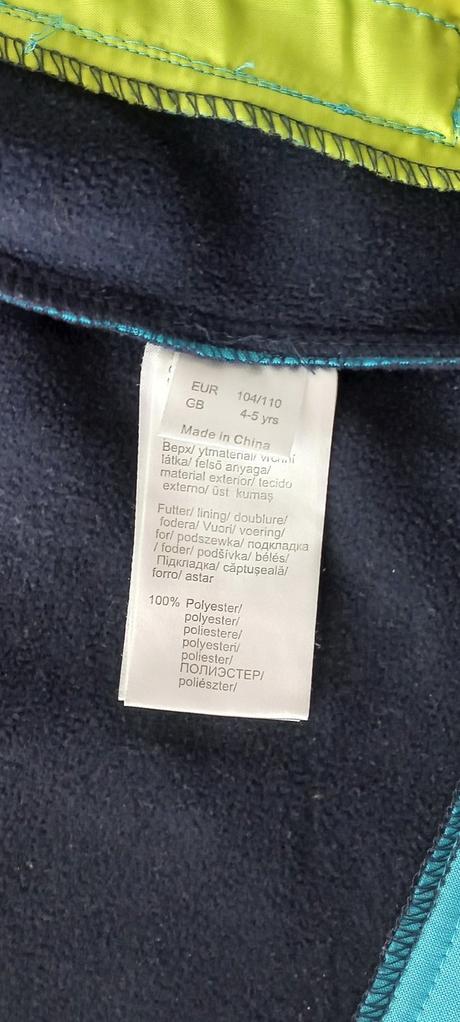 EUR 104/110
GB 4-5 yrs
Made in China
Верх/ ytmaterial/ vrchní
látka/ felső anyaga/
material exterior/ tecido
externo/ üst kumaş
Futter/ lining/ doublure/
fodera/ Vuori/ voering/
for/ podszewka/ подкладка
/ foder/ podšívka/ bélés/
Підкладка/ căptușeală/
forro/ astar
100% Polyester/
polyester/
poliestere/
polyesteri/
poliester/
ПОЛИЭСТЕР/
poliészter/